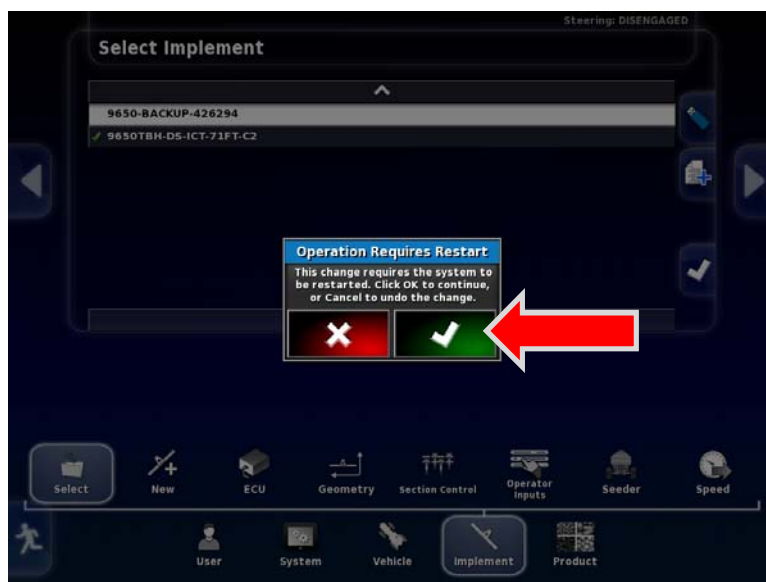 Steering: DISENGAGED
Select Implement
9650-BACKUP-426294
9650TBH-DS-ICT-71FT-C2
Operation Requires Restart
This change requires the system to
be restarted. Click OK to continue,
or Cancel to undo the change.
Select New ECU Geometry Section Control Operator Inputs Seeder Speed
User System Vehicle Implement Product